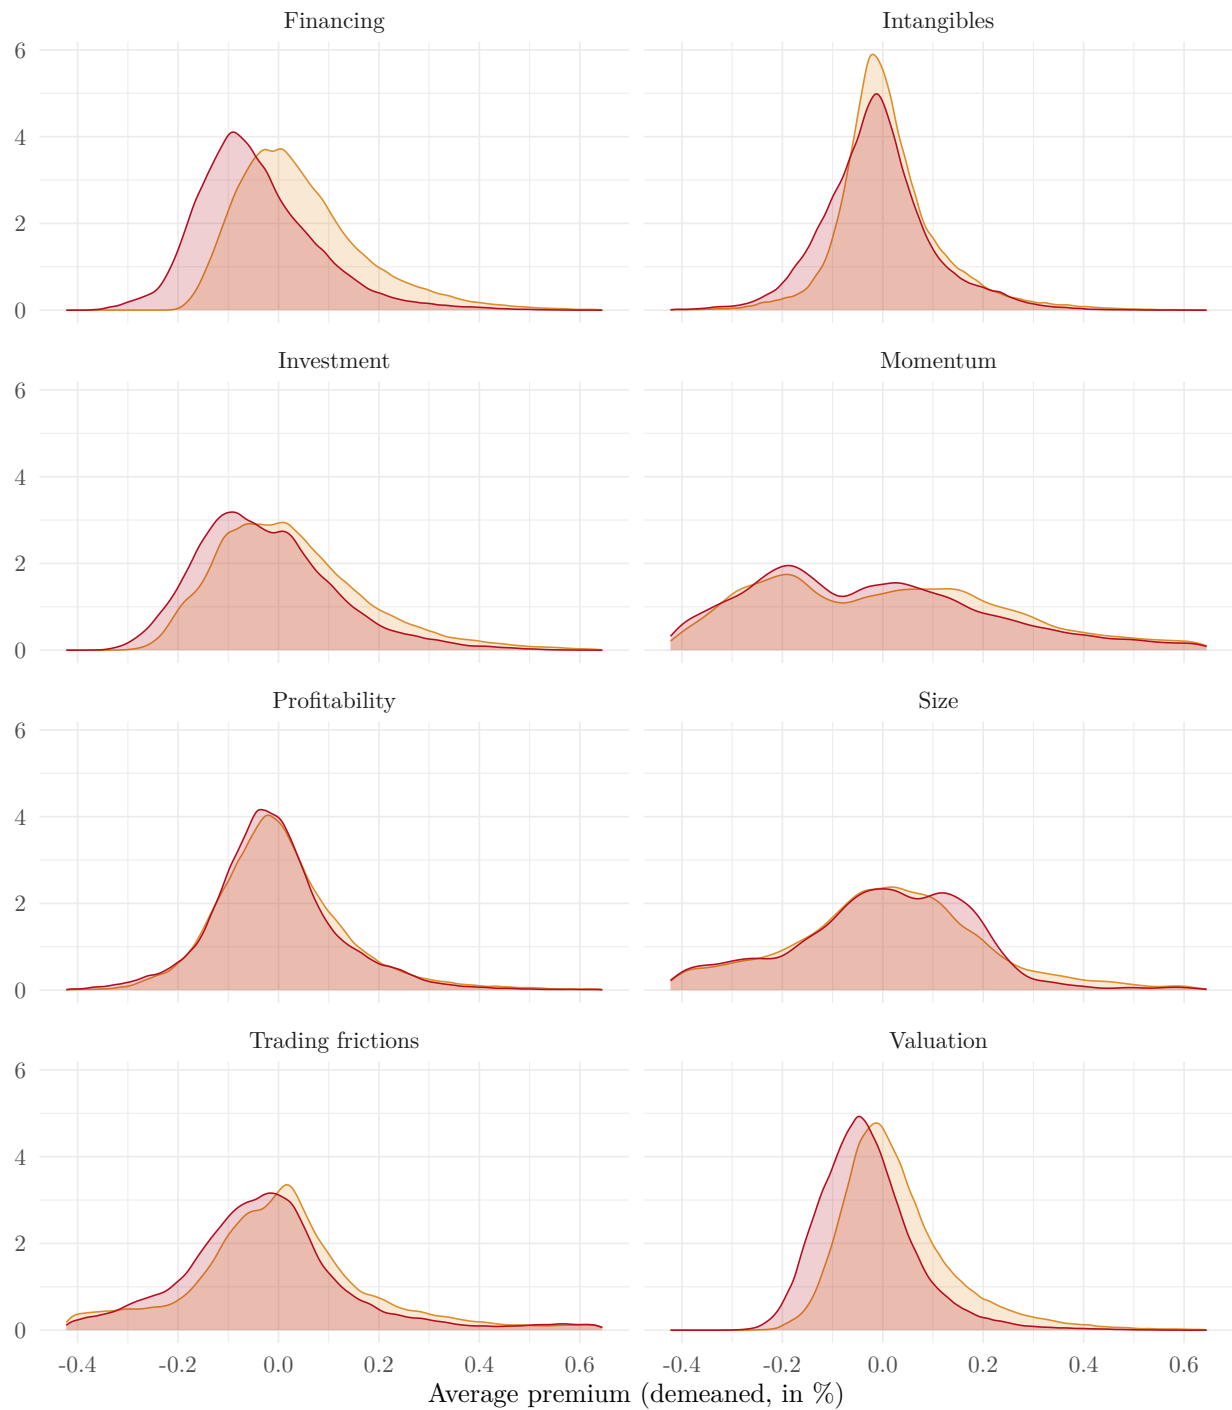 Financing Intangibles
6
4
2
0
Investment Momentum
6
4
2
0
Profitability Size
6
4
2
0
Trading frictions Valuation
6
4
2
0
-0.4 -0.2 0.0 0.2 0.4 0.6 -0.4 -0.2 0.0 0.2 0.4 0.6
Average premium (demeaned, in %)